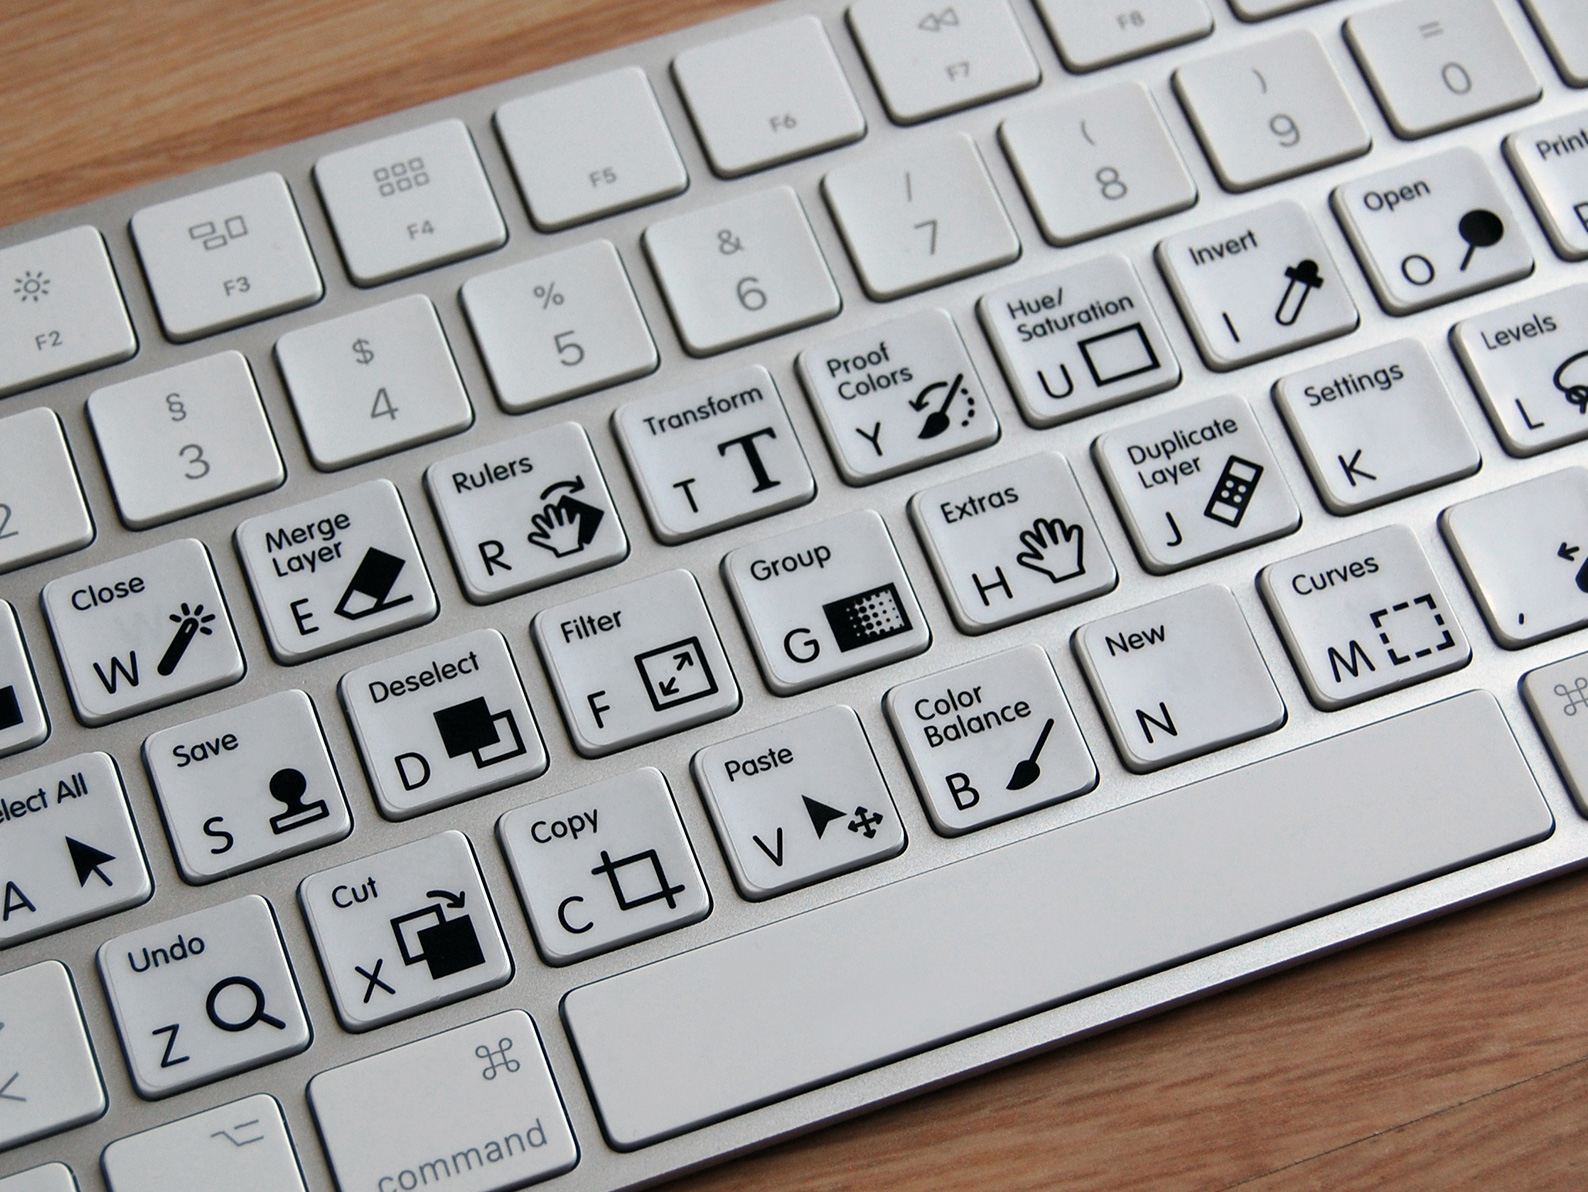 F2
F3
F4
F5
F6
F7
F8
2
§
3
$
4
%
5
&
6
/
7
(
8
)
9
=
0
Close
W
Merge
Layer
E
Rulers
R
Transform
T
T
Proof
Colors
Y
Hue/
Saturation
U
Invert
I
Open
O
Print
elect All
A
Save
S
Deselect
D
Filter
F
Group
G
Extras
H
Duplicate
Layer
J
Settings
K
Levels
L
<
Undo
Z
Cut
X
Copy
C
Paste
V
Color
Balance
B
New
N
Curves
M
,
⌥
⌘
command
⌘